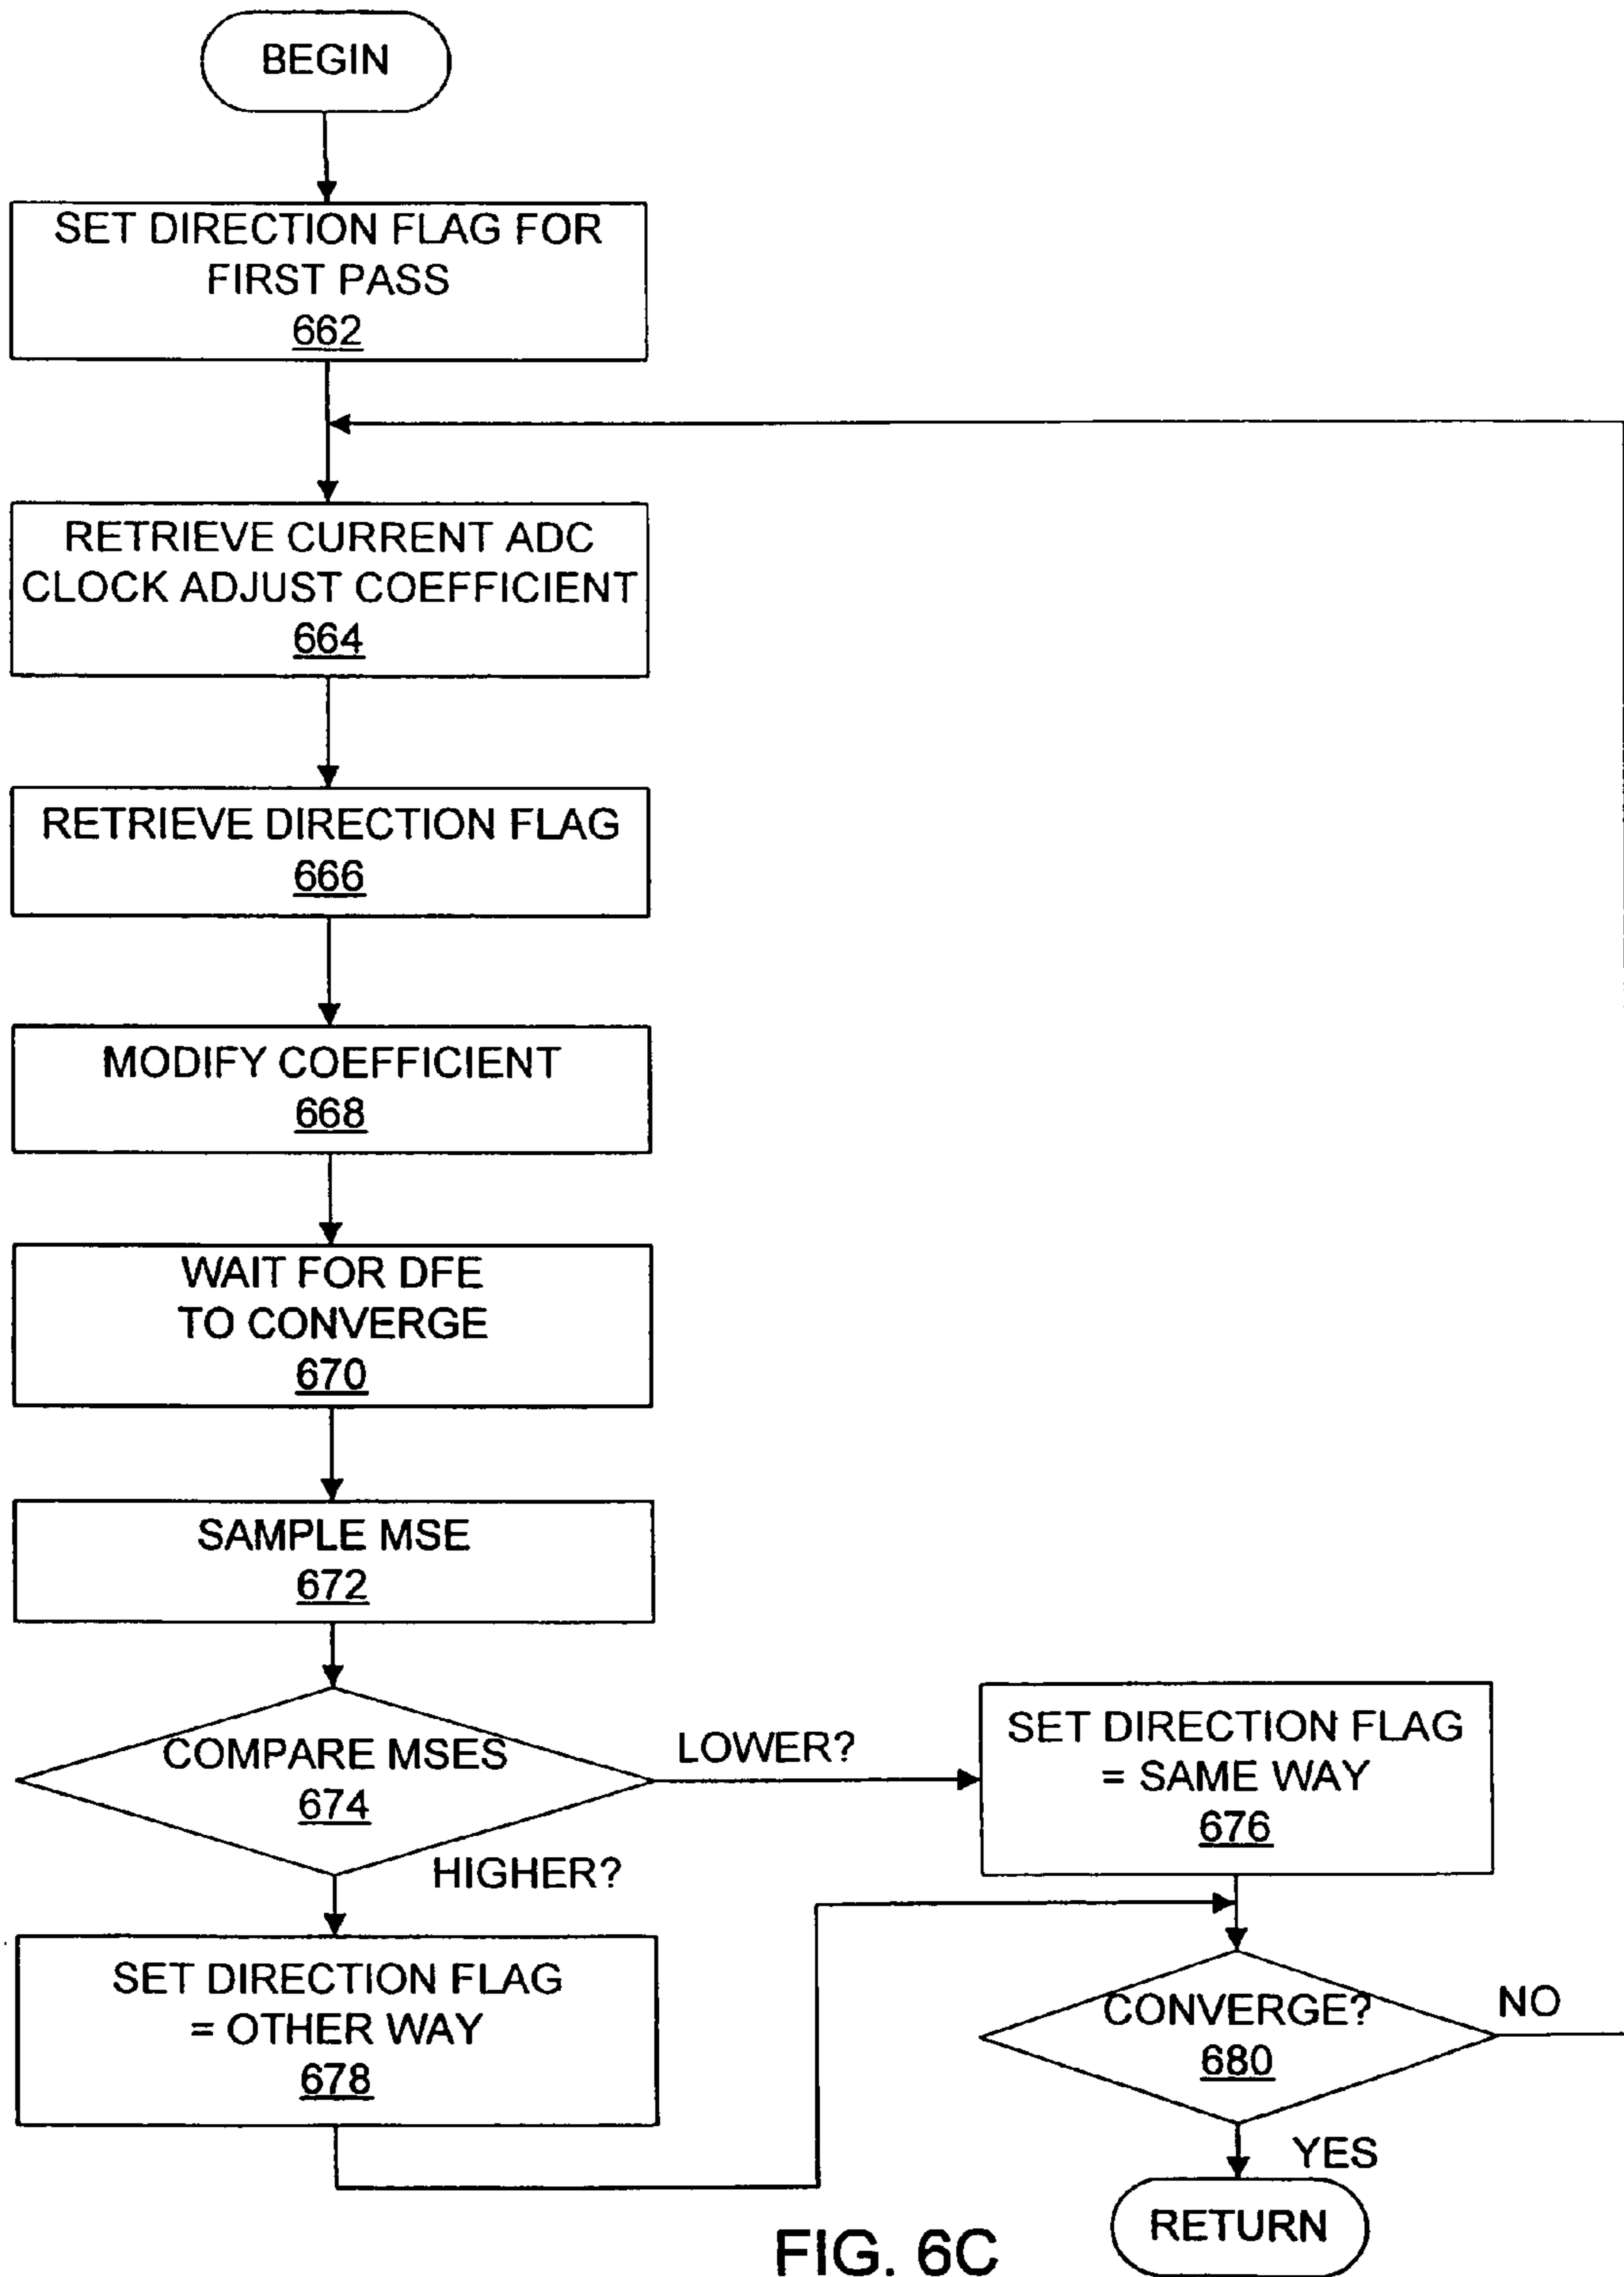 BEGIN
SET DIRECTION FLAG FOR
FIRST PASS
662
RETRIEVE CURRENT ADC
CLOCK ADJUST COEFFICIENT
664
RETRIEVE DIRECTION FLAG
666
MODIFY COEFFICIENT
668
WAIT FOR DFE
TO CONVERGE
670
SAMPLE MSE
672
COMPARE MSES
674
LOWER?
HIGHER?
SET DIRECTION FLAG
= SAME WAY
676
SET DIRECTION FLAG
= OTHER WAY
678
CONVERGE?
680
NO
YES
RETURN
FIG. 6C